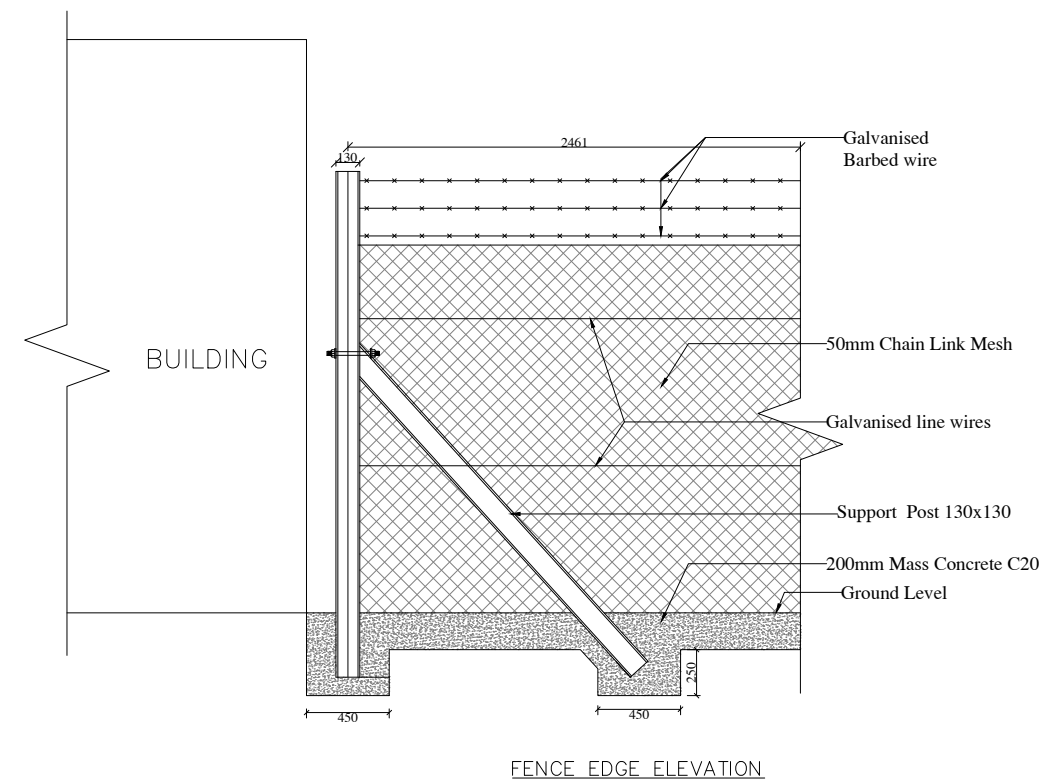 2461
130
Galvanised
Barbed wire
BUILDING
50mm Chain Link Mesh
Galvanised line wires
Support Post 130x130
200mm Mass Concrete C20
Ground Level
250
450
450
FENCE EDGE ELEVATION